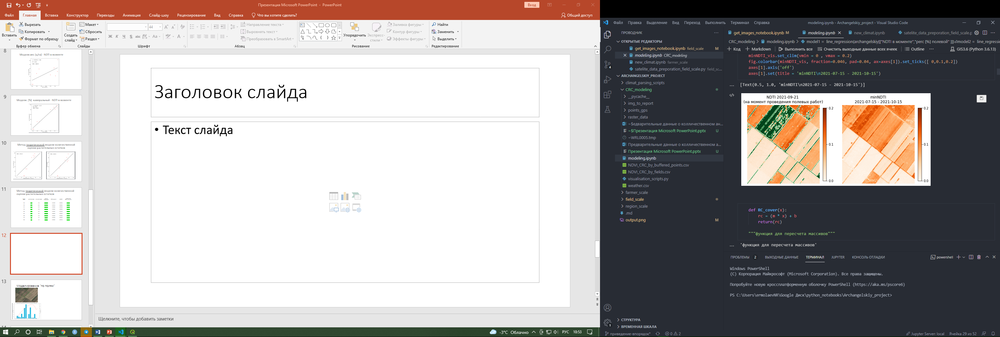 Презентация Microsoft PowerPoint - PowerPoint
Вход
Файл
Главная
Вставка
Конструктор
Переходы
Анимация
Слайд-шоу
Рецензирование
Вид
Справка
Что вы хотите сделать?
Общий доступ
Вставить
Вырезать
Копировать
Формат по образцу
Буфер обмена
Создать слайд
Макет
Сбросить
Раздел
Слайды
44
Шрифт
Направление текста
Выровнять текст
Преобразовать в SmartArt
Абзац
Упорядочить
Экспресс-стили
Заливка фигуры
Контур фигуры
Эффекты фигуры
Рисование
Найти
Заменить
Выделить
Редактирование
8
Модели.вес [ц/га] - NDTI в моменте
9
Модели. [%] камеральный - NDTI в моменте
10
Метод теоретической модели количественной
оценки растительных остатков
11
Метод теоретической модели количественной
оценки растительных остатков
12
13
Моделирование "по полям"
14
Заголовок слайда
• Текст слайда
Щелкните, чтобы добавить заметки
-3°C Облачно
РУС
10:53
Файл Правка Выделение Вид Переход Выполнить Терминал Справка
modeling.ipynb - Archangelskiy_project - Visual Studio Code
ПРОВОДНИК
ОТКРЫТЫЕ РЕДАКТОРЫ
get_images_notebook.ipynb field_scale M
modeling.ipynb CRC_modeling
new_climat.ipynb farmer_scale
satelite_data_preporation_field_scale.py field_sc...
ARCHANGELSKIY_PROJECT
climat_parsing_scripts
CRC_modeling
__pycache__
img_to_report
points_gps
raster_data
~$едварительные данные о колличественном ан...
~$Презентация Microsoft PowerPoint.pptx U
~WRL0005.tmp
Предварительные данные о колличественном а...
Презентация Microsoft PowerPoint.pptx U
modeling.ipynb
NDVI_CRC_by_buffered_points.csv
NDVI_CRC_by_fields.csv
visualisation_scripts.py
weather.csv
farmer_scale
field_scale
region_scale
.md
output.png M
СТРУКТУРА
ВРЕМЕННАЯ ШКАЛА
get_images_notebook.ipynb M
modeling.ipynb
new_climat.ipynb
satelite_data_preporation_field_scale.p
CRC_modeling > modeling.ipynb > model1 = line_regression(archangelskiy[["NDTI в моменте","perc [%] полевой" ]])model2 = line_regressio
Код
Markdown
Выполнить все
Очистить выходные данные всех ячеек
Outline
GIS3.6 (Python 3.6.13)
minNDTI_vis.set_clim(vmin = 0 , vmax = 0.2)
fig.colorbar(minNDTI_vis, fraction=0.046, pad=0.04, ax=axes[1]).set_ticks([ 0,0.1,0.2])
axes[1].axis('off')
axes[1].set(title = 'minNDTI\n2021-07-15 - 2021-10-15')
[Text(0.5, 1.0, 'minNDTI\n2021-07-15 - 2021-10-15')]
NDTI 2021-09-21
(на момент проведения полевых работ)
0.2
0.1
0.0
minNDTI
2021-07-15 - 2021-10-15
0.2
0.1
0.0
def RC_cover(x):
rc = (m * x) + b
return(rc)
"""функция для пересчета массивов"""
'функция для пересчета массивов'
ПРОБЛЕМЫ 2
ВЫХОДНЫЕ ДАННЫЕ
ТЕРМИНАЛ
JUPYTER
КОНСОЛЬ ОТЛАДКИ
powershell
Windows PowerShell
(C) Корпорация Майкрософт (Microsoft Corporation). Все права защищены.
Попробуйте новую кроссплатформенную оболочку PowerShell (https://aka.ms/pscore6)
PS C:\Users\ermolaevNR\Google Диск\python_notebooks\Archangelskiy_project>
приведение-впорядок*
0 2
Jupyter Server: local
Ячейка 29 из 52